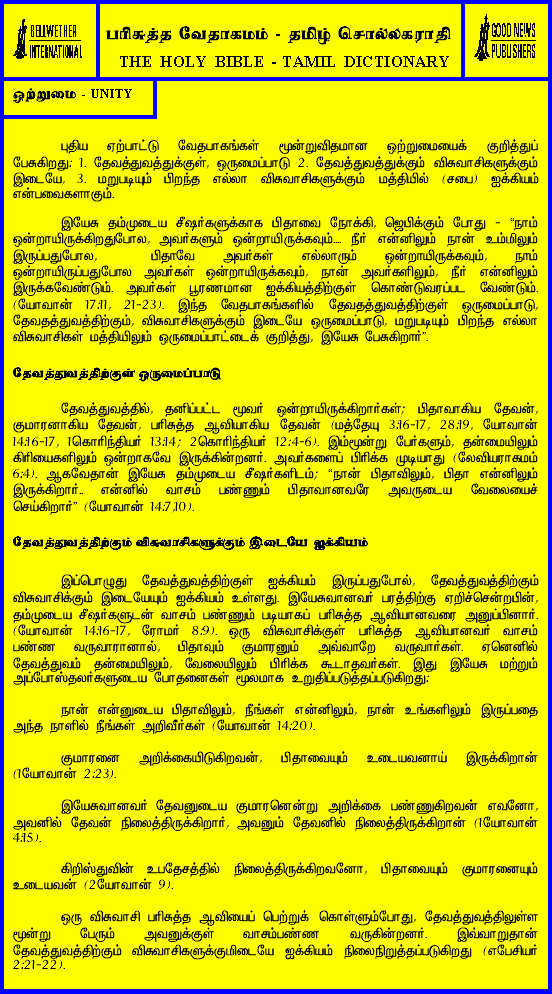 BELLWETHER
INTERNATIONAL
பரிசுத்த வேதாகமம் - தமிழ் சொல்லகராதி
THE HOLY BIBLE - TAMIL DICTIONARY
GOOD NEWS
PUBLISHERS
ஒற்றுமை - UNITY
புதிய ஏற்பாட்டு வேதபாகங்கள் மூன்றுவிதமான ஒற்றுமையைக் குறித்துப்
பேசுகிறது: 1. தேவத்துவத்துக்குள், ஒருமைப்பாடு 2. தேவத்துவத்துக்கும் விசுவாசிகளுக்கும்
இடையே, 3. மறுபடியும் பிறந்த எல்லா விசுவாசிகளுக்கும் மத்தியில் (சபை) ஐக்கியம்
என்பவைகளாகும்.
இயேசு தம்முடைய சீஷர்களுக்காக பிதாவை நோக்கி, ஜெபிக்கும் போது - “நாம்
ஒன்றாயிருக்கிறதுபோல, அவர்களும் ஒன்றாயிருக்கவும்.... நீர் என்னிலும் நான் உம்மிலும்
இருப்பதுபோல, பிதாவே அவர்கள் எல்லாரும் ஒன்றாயிருக்கவும், நாம்
ஒன்றாயிருப்பதுபோல அவர்கள் ஒன்றாயிருக்கவும், நான் அவர்களிலும், நீர் என்னிலும்
இருக்கவேண்டும். அவர்கள் பூரணமான ஐக்கியத்திற்குள் கொண்டுவரப்பட வேண்டும்.
(யோவான் 17:11, 21-23). இந்த வேதபாகங்களில் தேவதத்துவத்திற்குள் ஒருமைப்பாடு,
தேவதத்துவத்திற்கும், விசுவாசிகளுக்கும் இடையே ஒருமைப்பாடு, மறுபடியும் பிறந்த எல்லா
விசுவாசிகள் மத்தியிலும் ஒருமைப்பாட்டைக் குறித்து, இயேசு பேசுகிறார்”.
தேவத்துவத்திற்குள் ஒருமைப்பாடு
தேவத்துவத்தில், தனிப்பட்ட மூவர் ஒன்றாயிருக்கிறார்கள்; பிதாவாகிய தேவன்,
குமாரனாகிய தேவன், பரிசுத்த ஆவியாகிய தேவன் (மத்தேயு 3:16-17, 28:19, யோவான்
14:16-17, 1கொரிந்தியர் 13:14; 2கொரிந்தியர் 12:4-6). இம்மூன்று பேர்களும், தன்மையிலும்
கிரியைகளிலும் ஒன்றாகவே இருக்கின்றனர். அவர்களைப் பிரிக்க முடியாது (லேவியராகமம்
6:4). ஆகவேதான் இயேசு தம்முடைய சீஷர்களிடம்; “நான் பிதாவிலும், பிதா என்னிலும்
இருக்கிறார்.. என்னில் வாசம் பண்ணும் பிதாவானவரே அவருடைய வேலையைச்
செய்கிறார்” (யோவான் 14:7,10).
தேவத்துவத்திற்கும் விசுவாசிகளுக்கும் இடையே ஐக்கியம்
இப்பொழுது தேவத்துவத்திற்குள் ஐக்கியம் இருப்பதுபோல், தேவத்துவத்திற்கும்
விசுவாசிக்கும் இடையேயும் ஐக்கியம் உள்ளது. இயேசுவானவர் பரத்திற்கு ஏறிச்சென்றபின்,
தம்முடைய சீஷர்களுடன் வாசம் பண்ணும் படியாகப் பரிசுத்த ஆவியானவரை அனுப்பினார்.
(யோவான் 14:16-17, ரோமர் 8:9). ஒரு விசுவாசிக்குள் பரிசுத்த ஆவியானவர் வாசம்
பண்ண வருவாரானால், பிதாவும் குமாரனும் அவ்வாறே வருவார்கள். ஏனெனில்
தேவத்துவம் தன்மையிலும், வேலையிலும் பிரிக்க கூடாதவர்கள். இது இயேசு மற்றும்
அப்போஸ்தலர்களுடைய போதனைகள் மூலமாக உறுதிப்படுத்தப்படுகிறது:
நான் என்னுடைய பிதாவிலும், நீங்கள் என்னிலும், நான் உங்களிலும் இருப்பதை
அந்த நாளில் நீங்கள் அறிவீர்கள் (யோவான் 14:20).
குமாரனை அறிக்கையிடுகிறவன், பிதாவையும் உடையவனாய் இருக்கிறான்
(1யோவான் 2:23).
இயேசுவானவர் தேவனுடைய குமாரனென்று அறிக்கை பண்ணுகிறவன் எவனோ,
அவனில் தேவன் நிலைத்திருக்கிறார், அவனும் தேவனில் நிலைத்திருக்கிறான் (1யோவான்
4:15).
கிறிஸ்துவின் உபதேசத்தில் நிலைத்திருக்கிறவனோ, பிதாவையும் குமாரனையும்
உடையவன் (2யோவான் 9).
ஒரு விசுவாசி பரிசுத்த ஆவியைப் பெற்றுக் கொள்ளும்போது, தேவத்துவத்திலுள்ள
மூன்று பேரும் அவனுக்குள் வாசம்பண்ண வருகின்றனர். இவ்வாறுதான்
தேவத்துவத்திற்கும் விசுவாசிகளுக்குமிடையே ஐக்கியம் நிலைநிறுத்தப்படுகிறது (எபேசியர்
2:21-22).